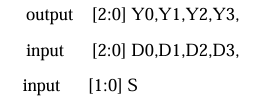 output [2:0] Y0,Y1,Y2,Y3,
input [2:0] D0,D1,D2,D3,
input [1:0] S